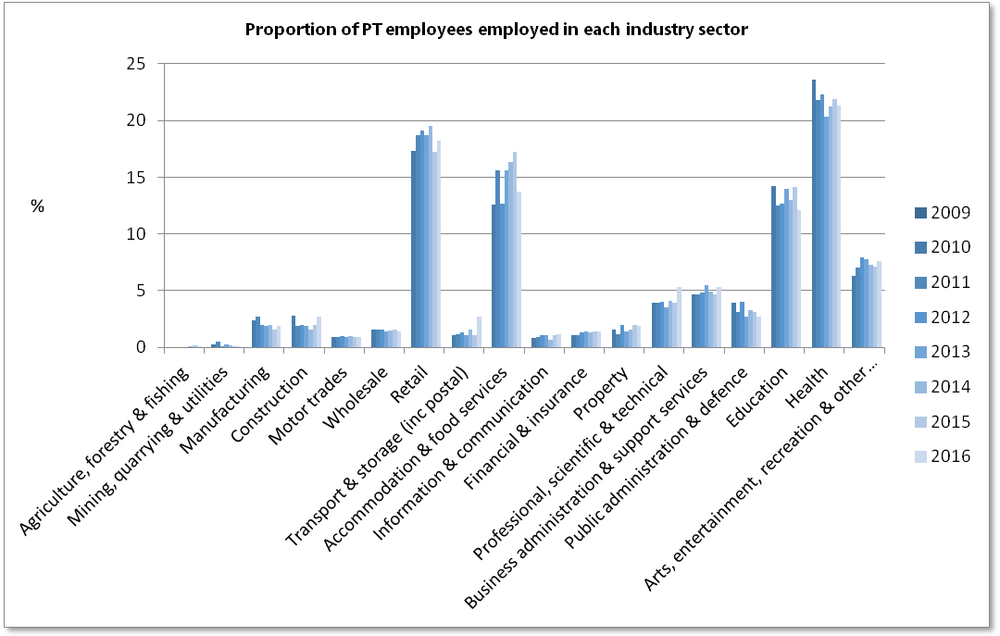 Proportion of PT employees employed in each industry sector
25
20
15
10
5
0
%
Agriculture, forestry & fishing
Mining, quarrying & utilities
Manufacturing
Construction
Motor trades
Wholesale
Retail
Transport & storage (inc postal)
Accommodation & food services
Information & communication
Financial & insurance
Property
Professional, scientific & technical
Business administration & support services
Public administration & defence
Education
Health
Arts, entertainment, recreation & other...
2009
2010
2011
2012
2013
2014
2015
2016